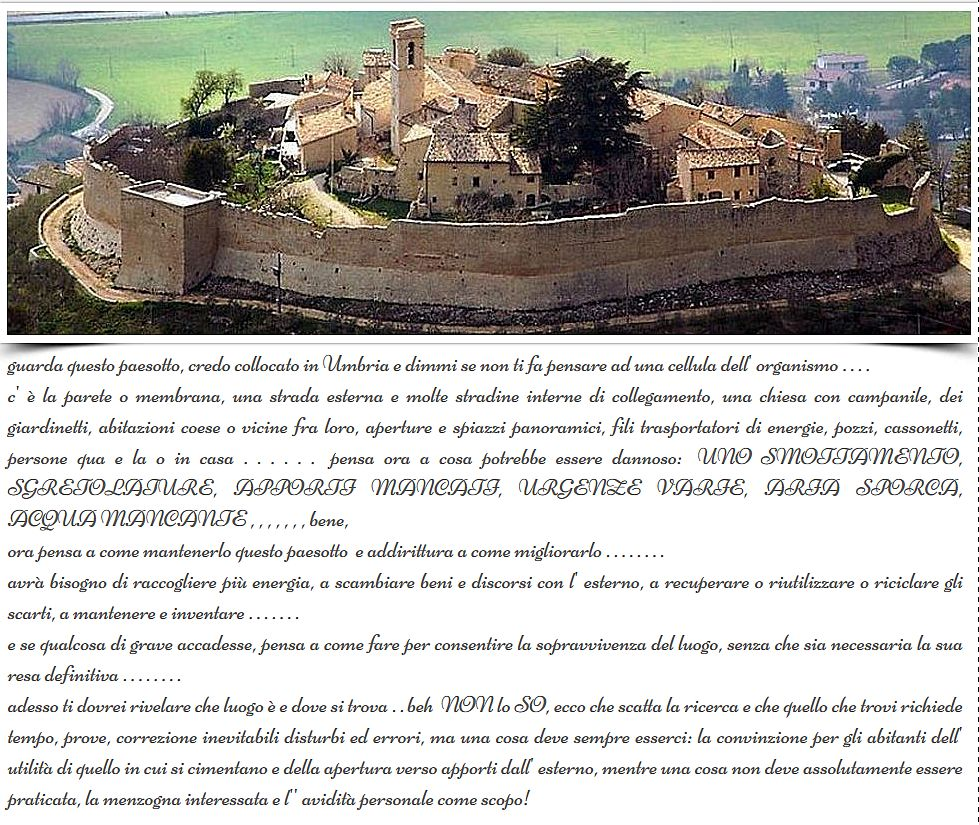 guarda questo paesotto, credo collocato in Umbria e dimmi se non ti fa pensare ad una cellula dell' organismo . . . .
c' è la parete o membrana, una strada esterna e molte stradine interne di collegamento, una chiesa con campanile, dei
giardinetti, abitazioni coese o vicine fra loro, aperture e spiazzi panoramici, fili trasportatori di energie, pozzi, cassonetti,
persone qua e la o in casa . . . . . . pensa ora a cosa potrebbe essere dannoso: UNO SMOTTAMENTO,
SGRETOLATURE, APPORTI MANCATI, URGENZE VARIE, ARIA SPORCA,
ACQUA MANCANTE , , , , , , , bene,
ora pensa a come mantenerlo questo paesotto e addirittura a come migliorarlo . . . . . . . .
avrà bisogno di raccogliere più energia, a scambiare beni e discorsi con l' esterno, a recuperare o riutilizzare o riciclare gli
scarti, a mantenere e inventare . . . . . . .
e se qualcosa di grave accadesse, pensa a come fare per consentire la sopravvivenza del luogo, senza che sia necessaria la sua
resa definitiva . . . . . . . .
adesso ti dovrei rivelare che luogo è e dove si trova . . beh NON lo SO, ecco che scatta la ricerca e che quello che trovi richiede
tempo, prove, correzione inevitabili disturbi ed errori, ma una cosa deve sempre esserci: la convinzione per gli abitanti dell'
utilità di quello in cui si cimentano e della apertura verso apporti dall' esterno, mentre una cosa non deve assolutamente essere
praticata, la menzogna interessata e l'' avidità personale come scopo!